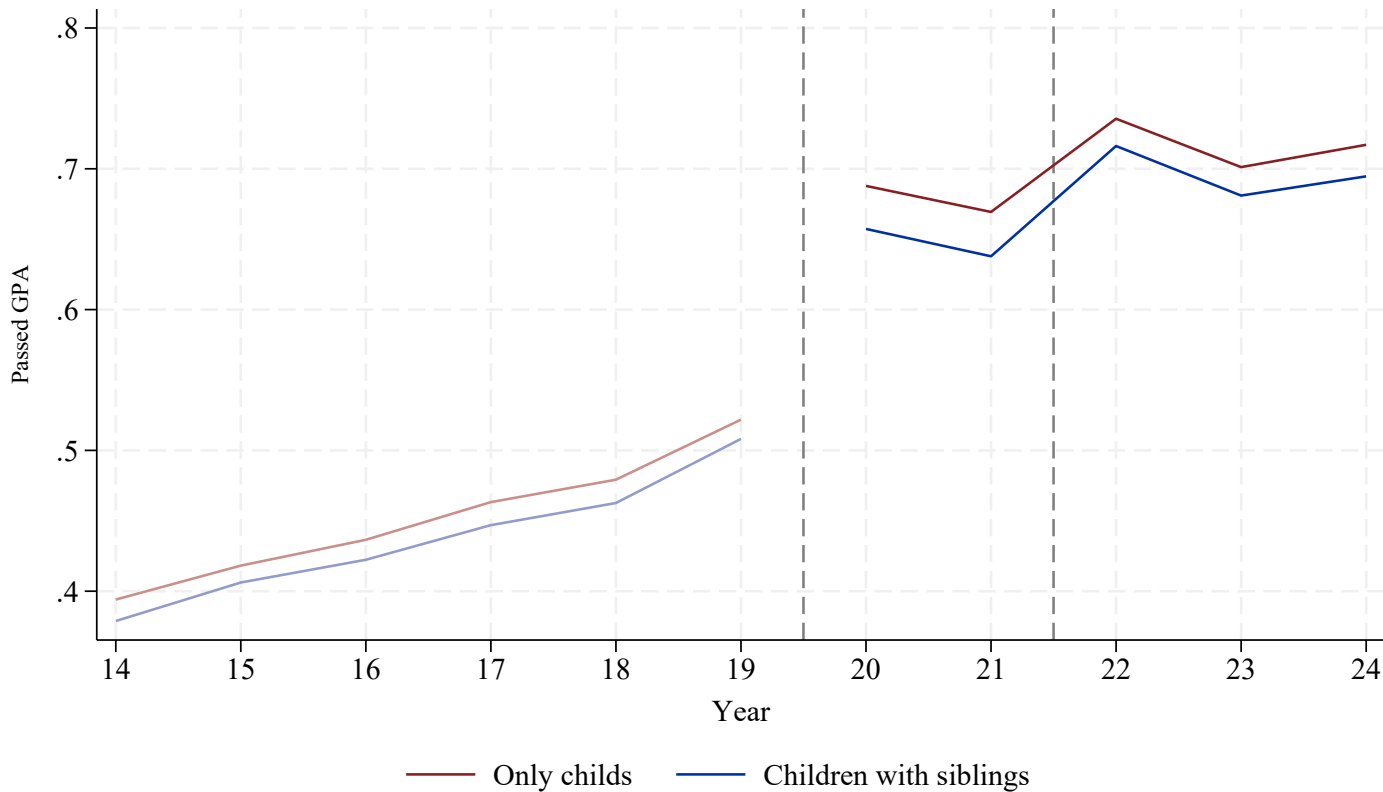 .8
.7
.6
.5
.4
Passed GPA
14 15 16 17 18 19 20 21 22 23 24
Year
Only childs Children with siblings